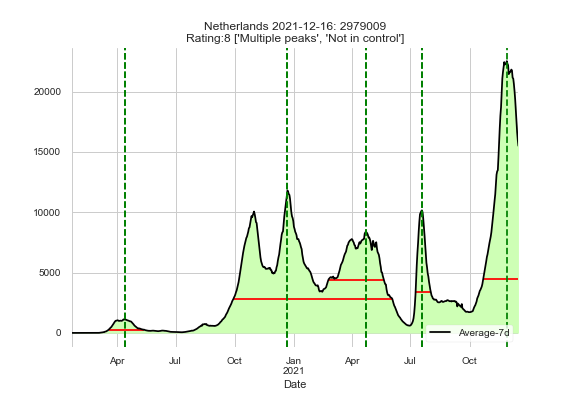 Netherlands 2021-12-16: 2979009
Rating:8 ['Multiple peaks', 'Not in control']
20000
15000
10000
5000
0
Average-7d
Apr Jul Oct Jan Apr Jul Oct
2021
Date